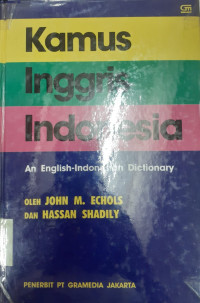 Kamus
Inggris
Indonesia
An English-Indonesian Dictionary
OLEH JOHN M. ECHOLS
DAN HASSAN SHADILY
PENERBIT PT GRAMEDIA JAKARTA